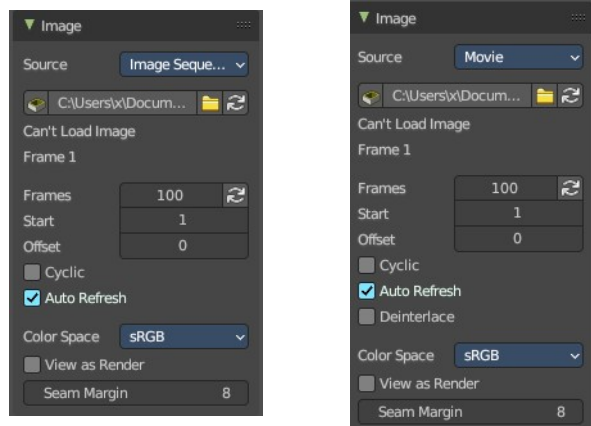 Image
Source Image Seque...
C:\Users\x\Docum...
Can't Load Image
Frame 1
Frames 100
Start 1
Offset 0
Cyclic
Auto Refresh
Color Space sRGB
View as Render
Seam Margin 8
Image
Source Movie
C:\Users\x\Docum...
Can't Load Image
Frame 1
Frames 100
Start 1
Offset 0
Cyclic
Auto Refresh
Deinterlace
Color Space sRGB
View as Render
Seam Margin 8